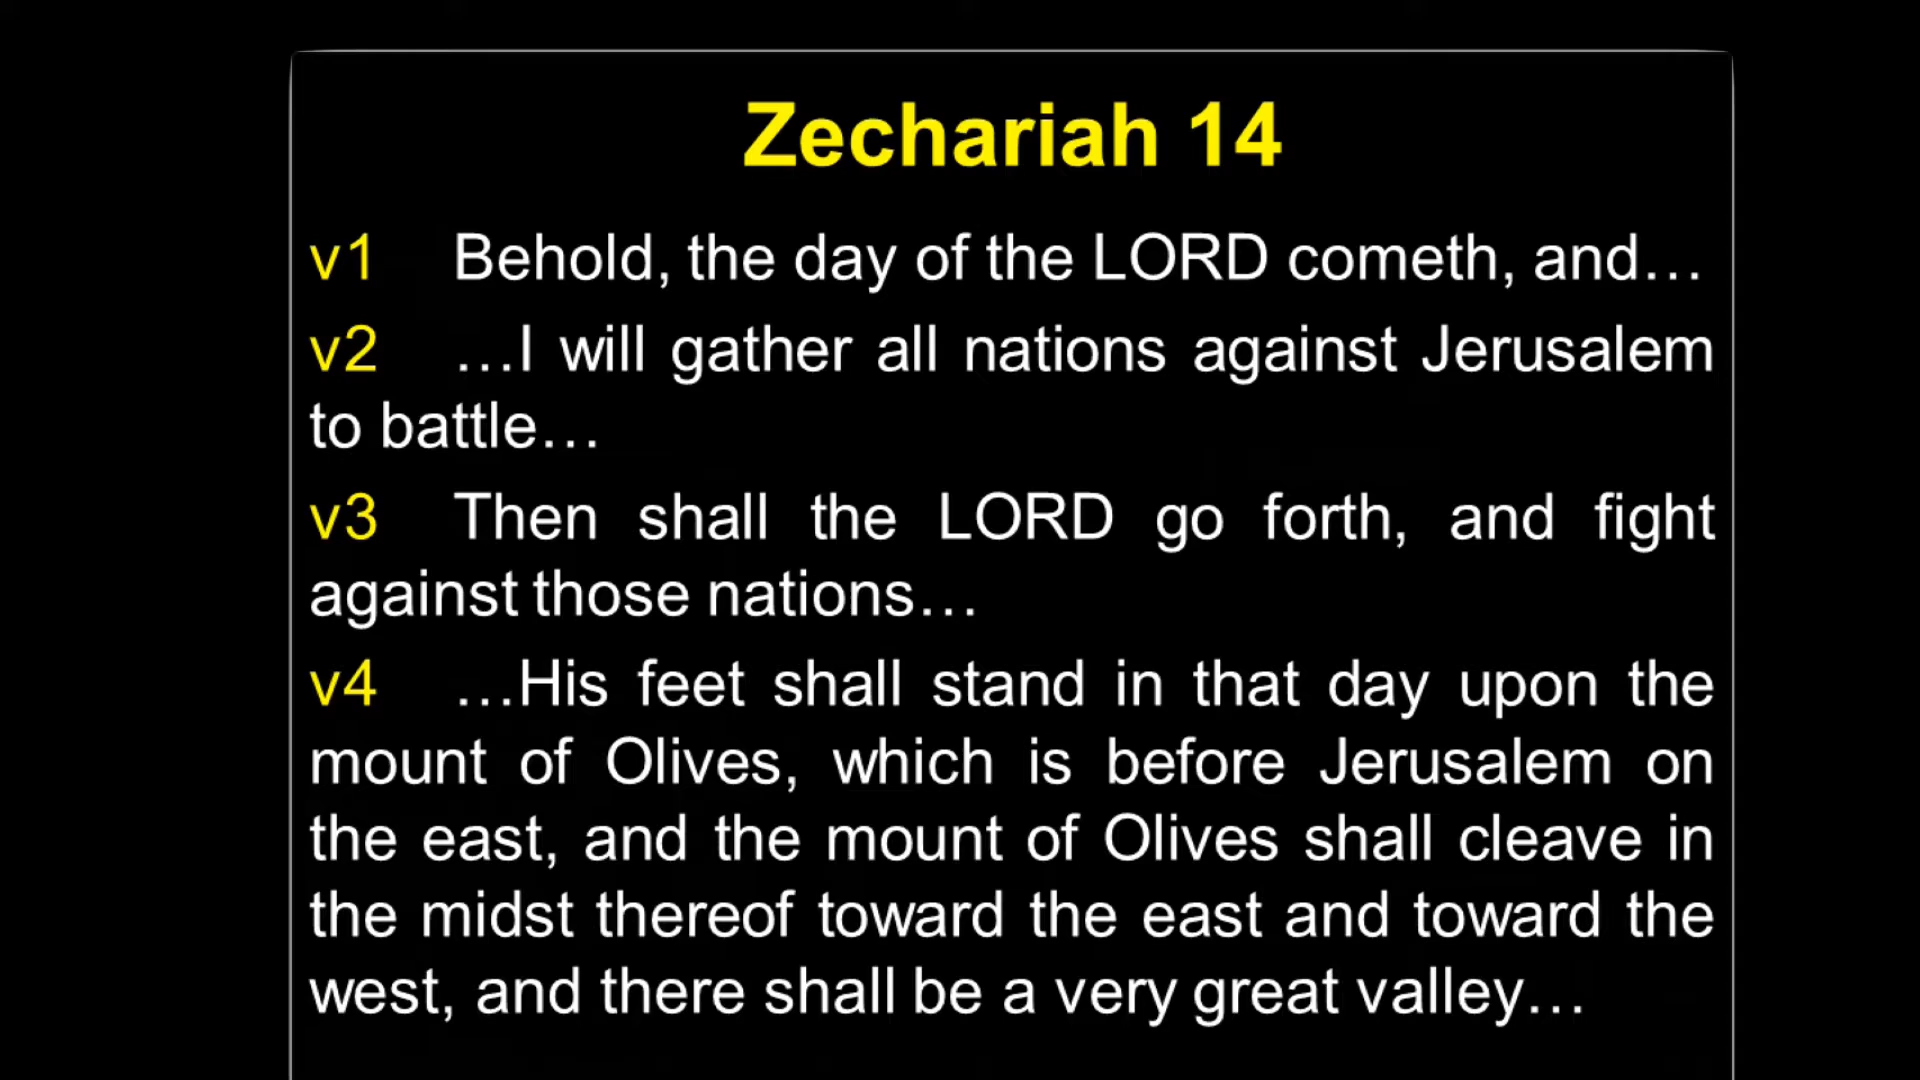 Zechariah 14
v1 Behold, the day of the LORD cometh, and…
v2 …I will gather all nations against Jerusalem
to battle…
v3 Then shall the LORD go forth, and fight
against those nations…
v4 …His feet shall stand in that day upon the
mount of Olives, which is before Jerusalem on
the east, and the mount of Olives shall cleave in
the midst thereof toward the east and toward the
west, and there shall be a very great valley…